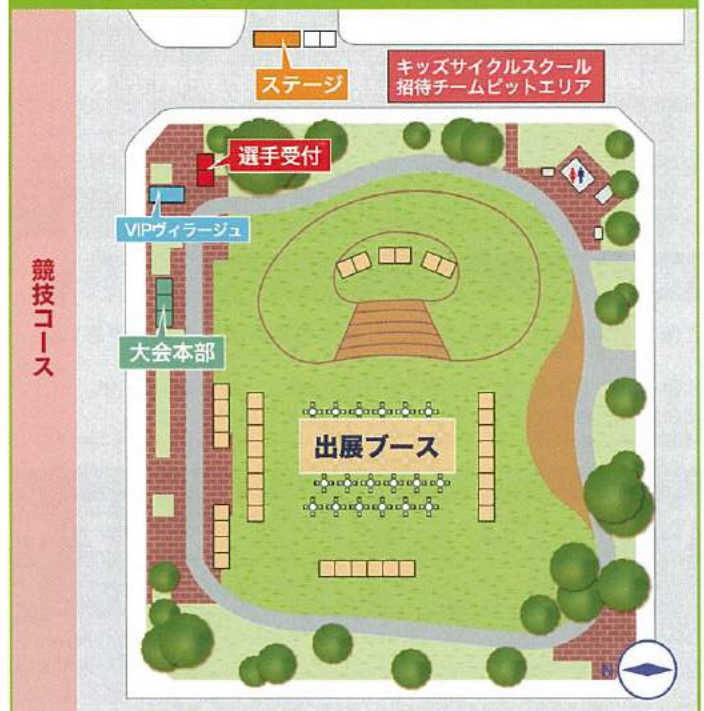 ステージ
キッズサイクルスクール
招待チームピットエリア
選手受付
VIPヴィラージュ
競技コース
大会本部
出展ブース
N